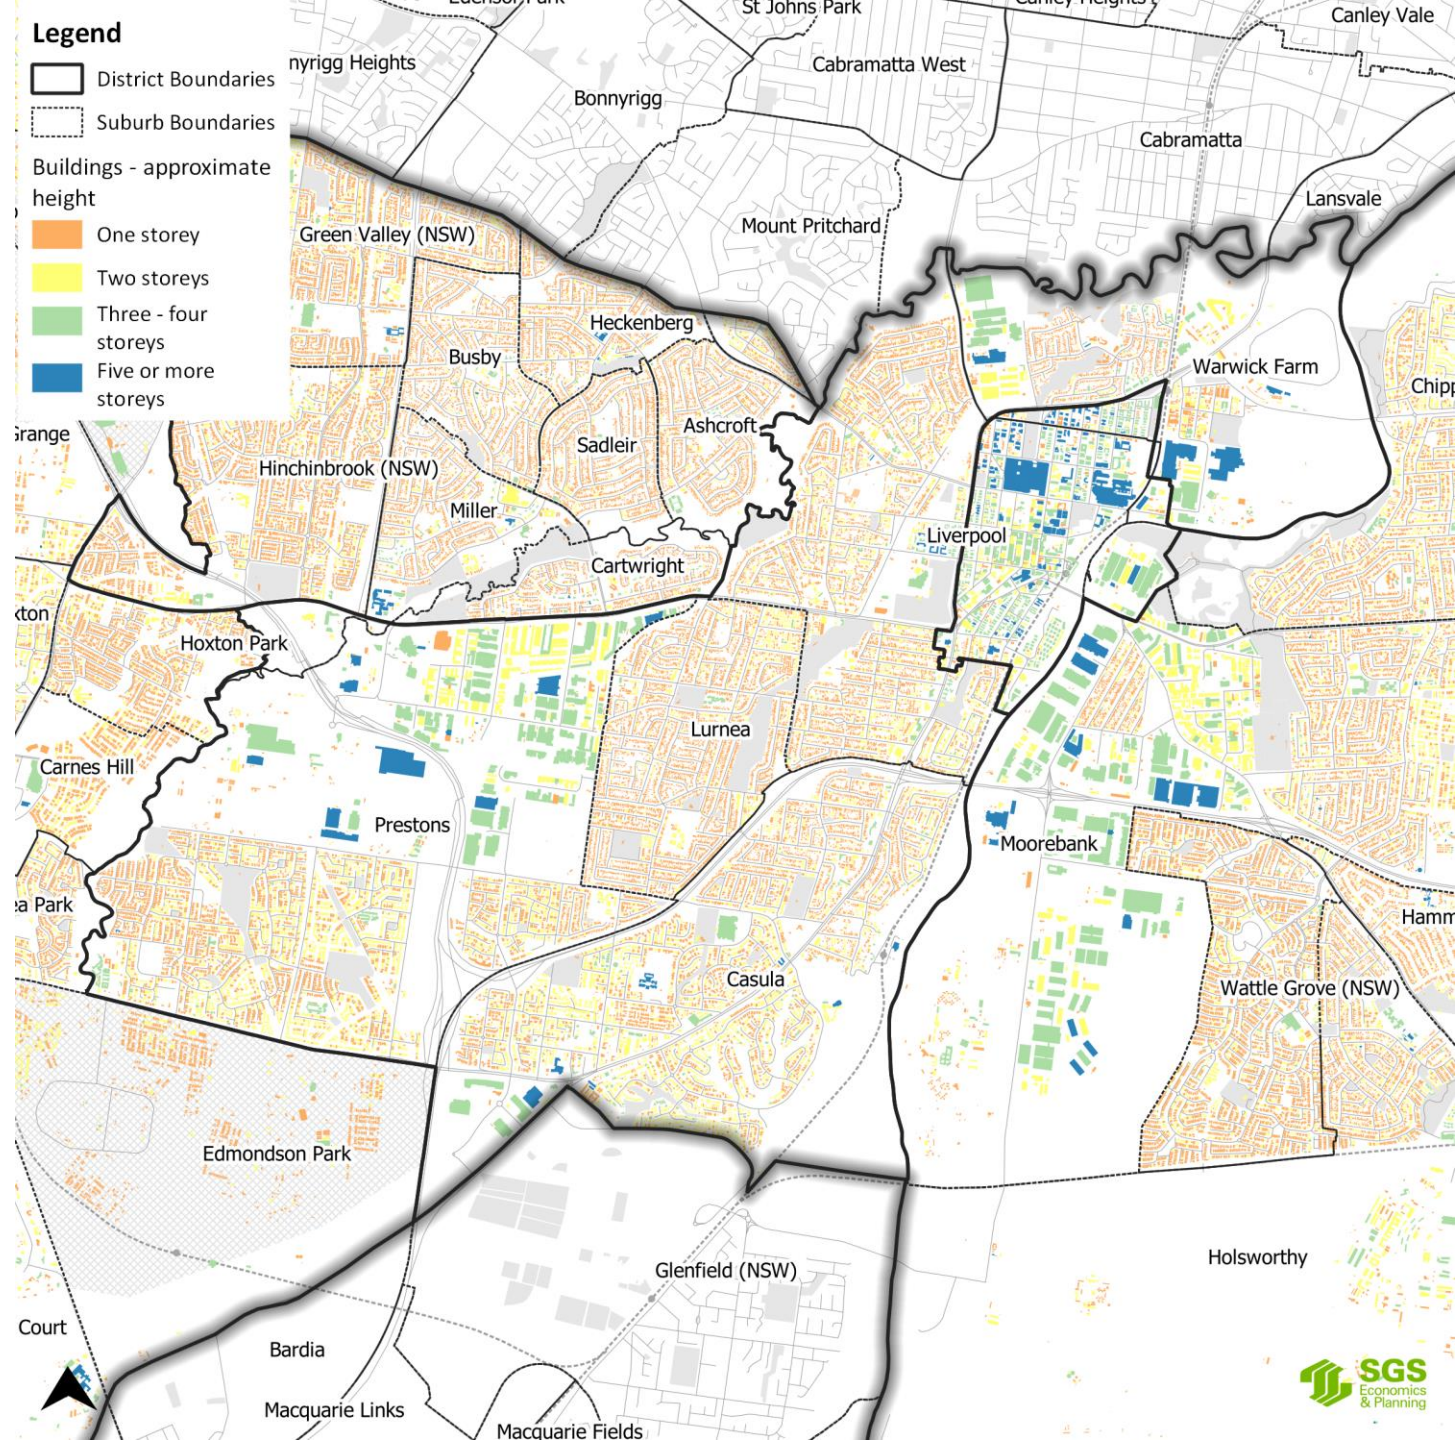 Legend
District Boundaries
Suburb Boundaries
Buildings - approximate
height
One storey
Two storeys
Three - four
storeys
Five or more
storeys
St Johns Park
Canley Vale
nyrigg Heights
Cabramatta West
Bonnyrigg
Cabramatta
Lansvale
Mount Pritchard
Green Valley (NSW)
Heckenberg
Busby
Warwick Farm
Chipp
Ashcroft
Grange
Sadleir
Hinchinbrook (NSW)
Miller
Liverpool
Cartwright
xton
Hoxton Park
Lurnea
Carnes Hill
Prestons
Moorebank
ea Park
Hamm
Casula
Wattle Grove (NSW)
Edmondson Park
Holsworthy
Glenfield (NSW)
Court
Bardia
Macquarie Links
Macquarie Fields
SGS
Economics
& Planning